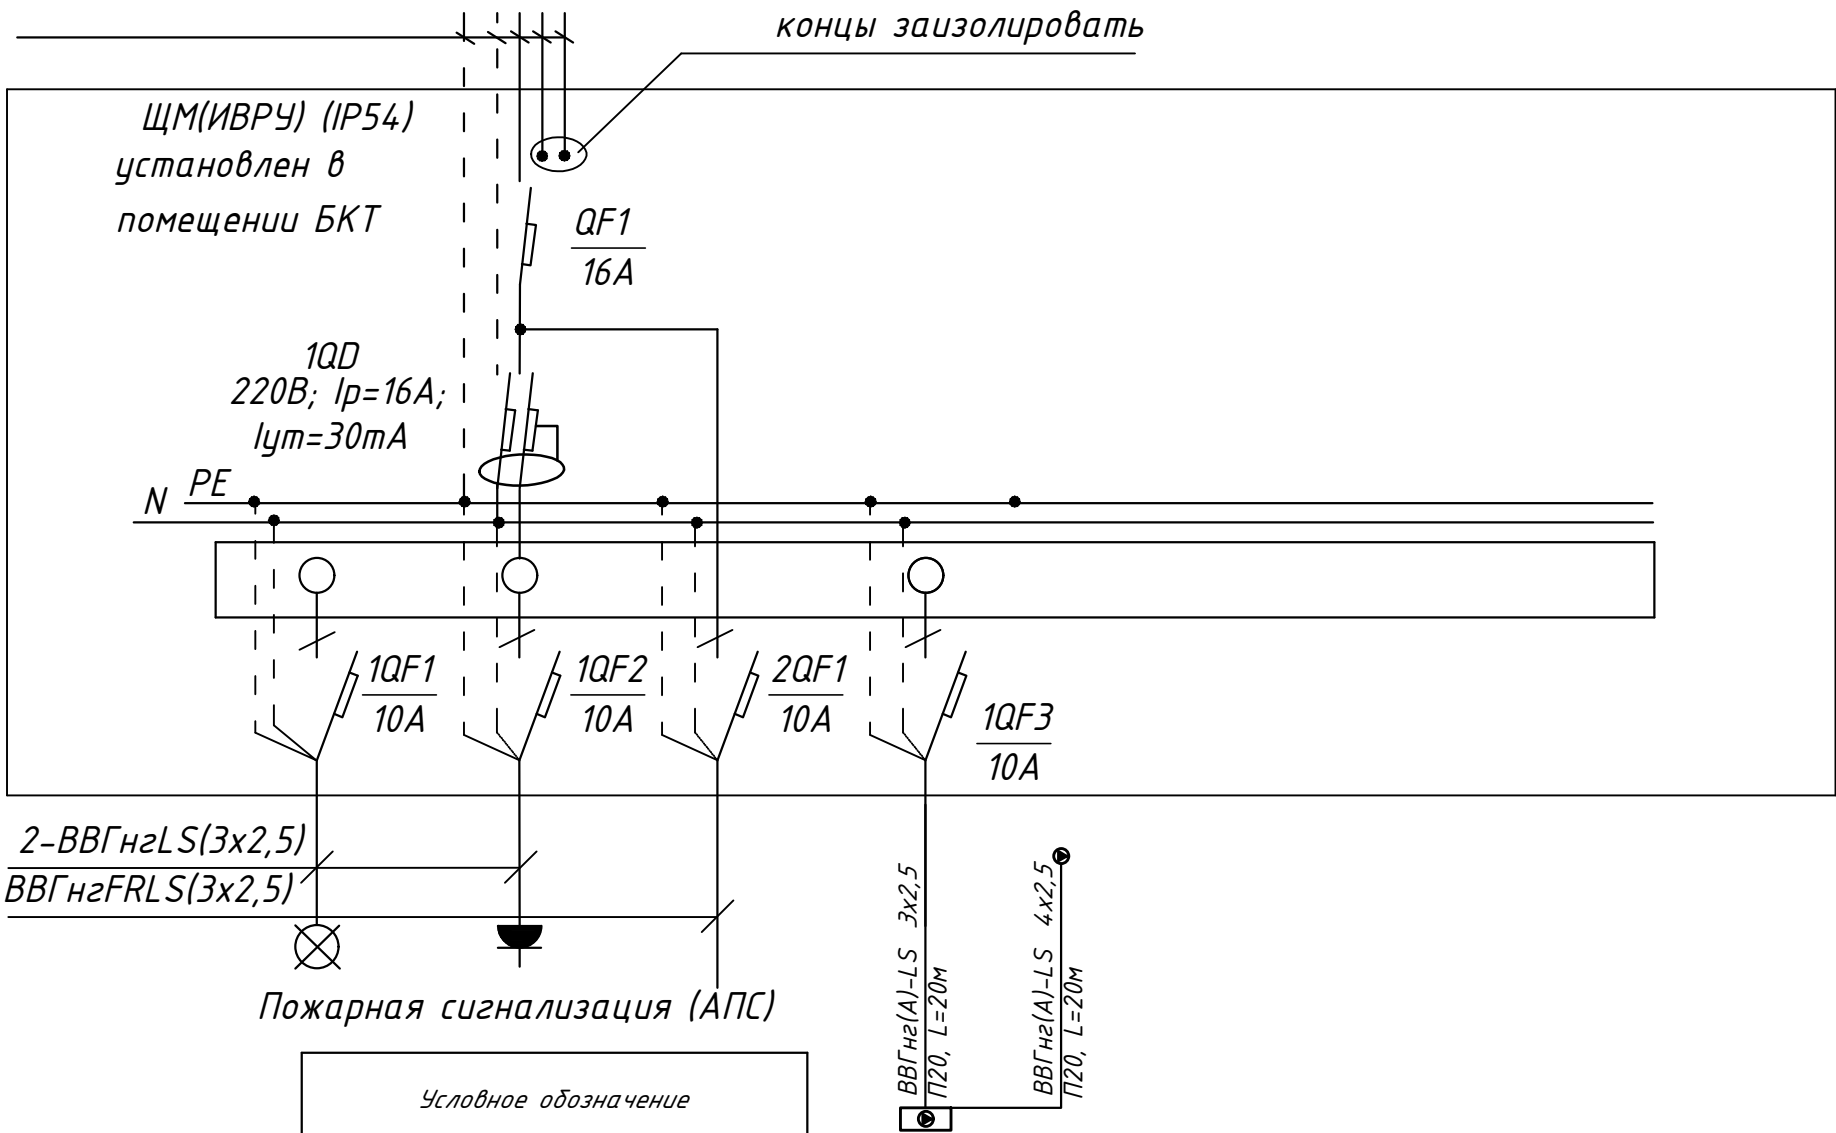 концы заизолировать
ЩМ(ИВРУ) (IP54)
установлен в
помещении БКТ
QF1
16А
1QD
220В; Iр=16А;
Iут=30mA
N
PE
1QF1
10А
1QF2
10А
2QF1
10А
1QF3
10А
2-ВВГнгLS(3х2,5)
ВВГнгFRLS(3х2,5)
ВВГнг(А)-LS 3х2,5
П20, L=20м
ВВГнг(А)-LS 4х2,5
П20, L=20м
Пожарная сигнализация (АПС)
Условное обозначение